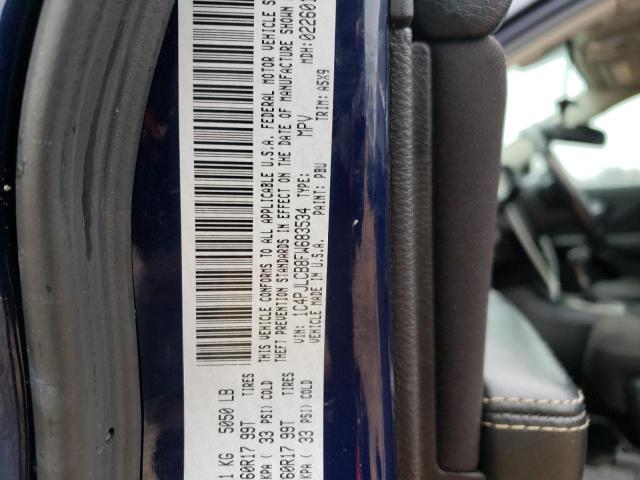 1 KG 5050 LB
60R17 99T TIRES
KPA ( 33 PSI) COLD
60R17 99T TIRES
KPA ( 33 PSI) COLD
THIS VEHICLE CONFORMS TO ALL APPLICABLE U.S.A. FEDERAL MOTOR VEHICLE S
THEFT PREVENTION STANDARDS IN EFFECT ON THE DATE OF MANUFACTURE SHOWN
VIN: 1C4PJLCB8FW683534 TYPE: MPV MDH: 02260
VEHICLE MADE IN U.S.A. PAINT: PBU TRIM: A5X9